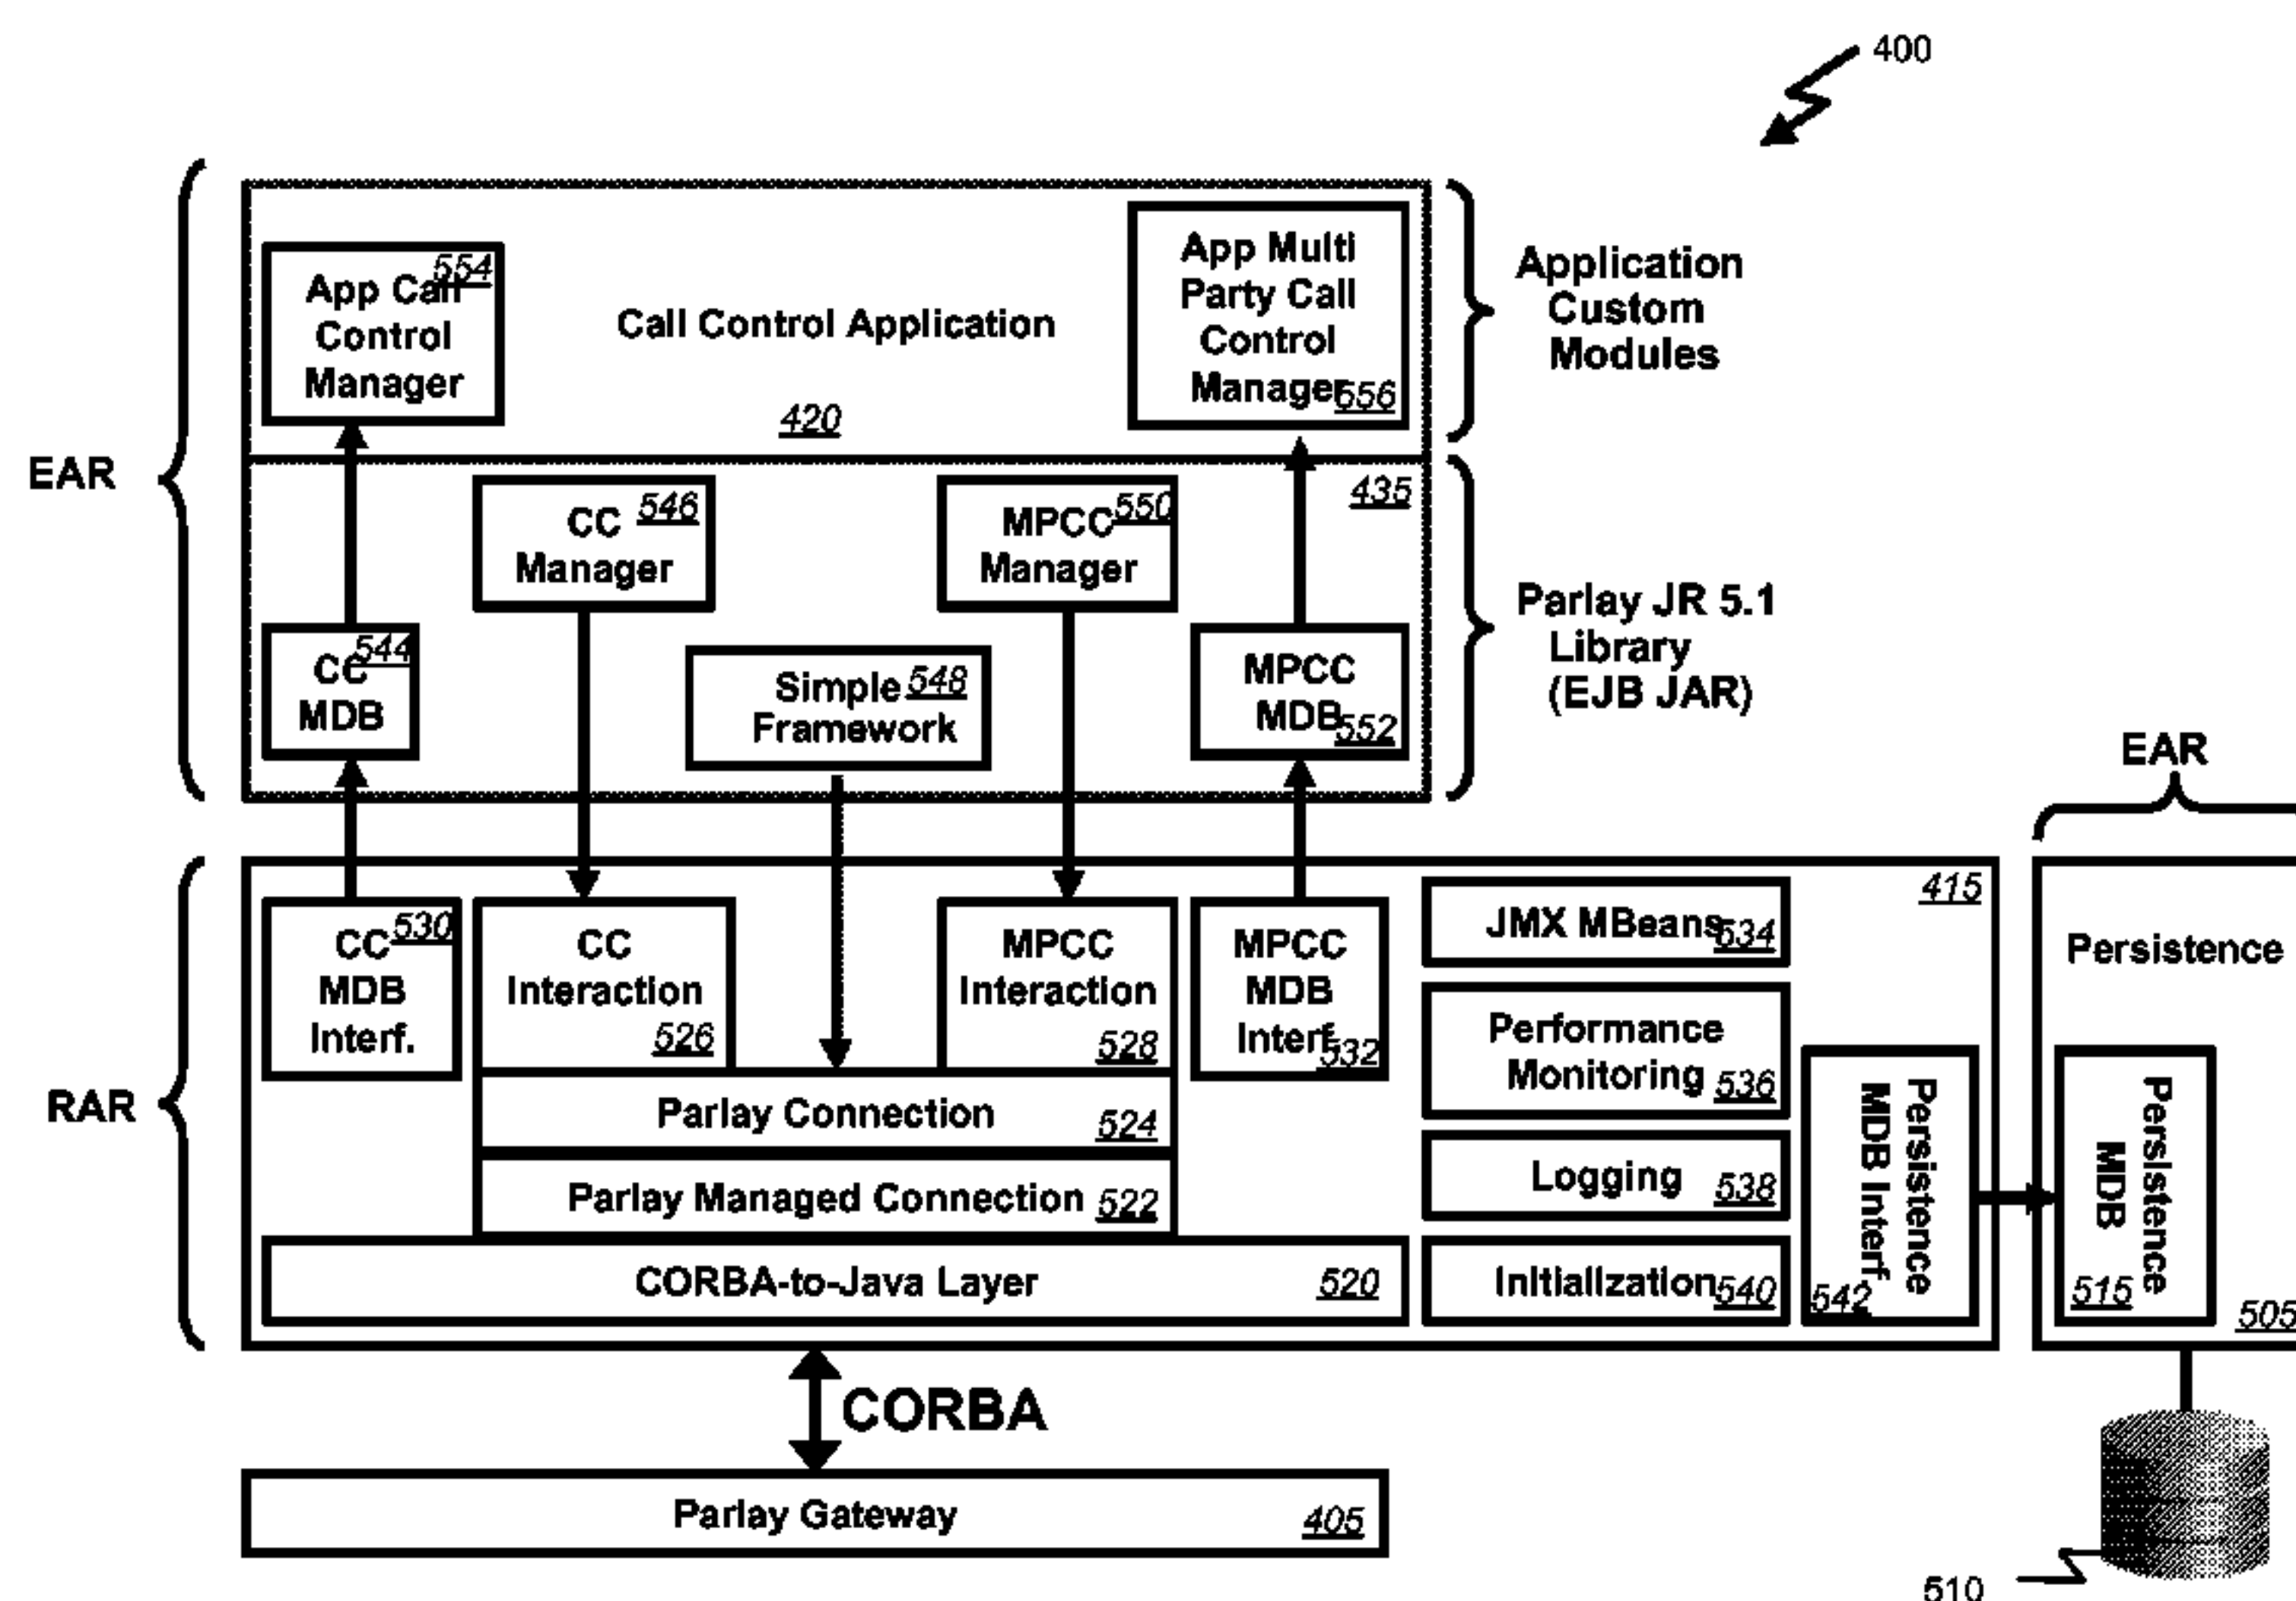 400
EAR
App Call
Control
Manager
554
Call Control Application
420
App Multi
Party Call
Control
Manager
556
Application
Custom
Modules
435
CC
Manager
546
MPCC
Manager
550
CC
MDB
544
Simple
Framework
548
MPCC
MDB
552
Parlay JR 5.1
Library
(EJB JAR)
EAR
RAR
415
CC
MDB
Interf.
530
CC
Interaction
526
MPCC
Interaction
528
MPCC
MDB
Interf.
532
JMX MBeans
534
Performance
Monitoring
536
Logging
538
Initialization
540
Persistence
MDB Interf.
542
Parlay Connection
524
Parlay Managed Connection
522
CORBA-to-Java Layer
520
Persistence
Persistence
MDB
515
505
CORBA
Parlay Gateway
405
510